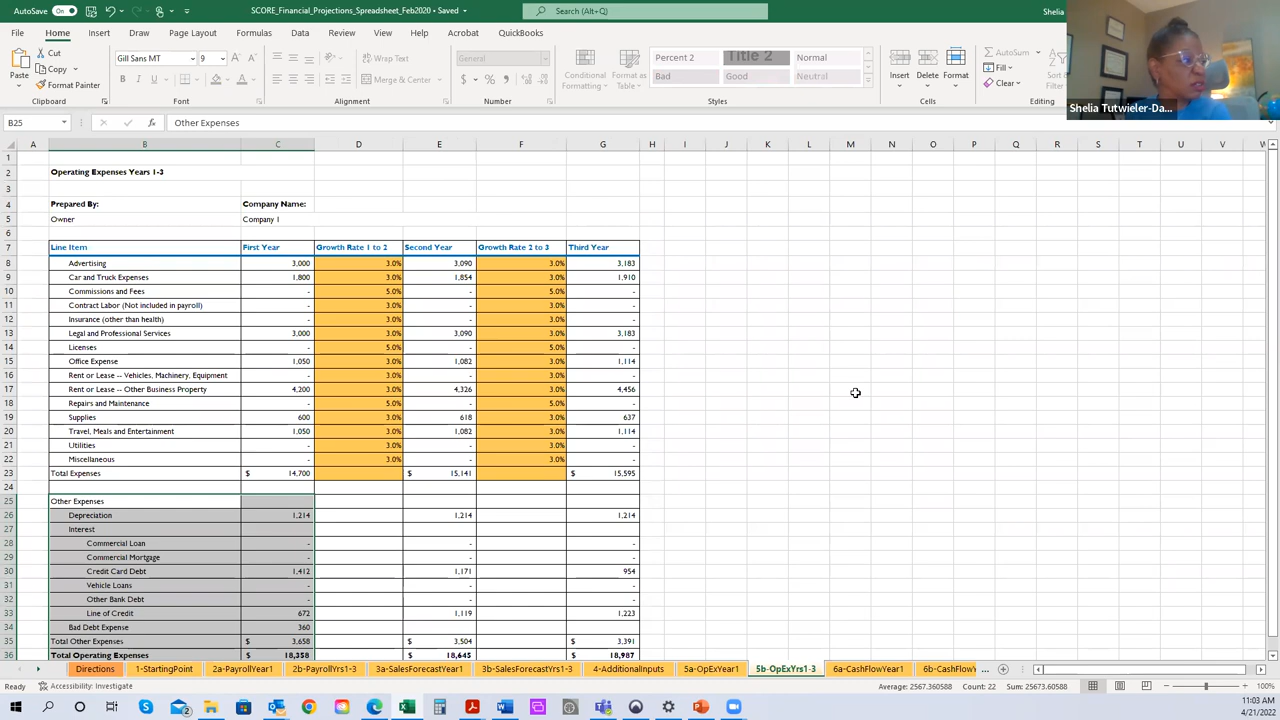 AutoSave On SCORE_Financial_Projections_Spreadsheet_Feb2020 • Saved Search (Alt+Q) Shelia
File Home Insert Draw Page Layout Formulas Data Review View Help Acrobat QuickBooks
Paste Cut Copy Format Painter Clipboard
Gill Sans MT 9 B I U Font
Wrap Text Merge & Center Alignment
General $ % Number
Conditional Formatting Format as Table Percent 2 Title 2 Normal Bad Good Neutral Styles
Insert Delete Format Cells
AutoSum Fill Clear Sort Editing
Shelia Tutwieler-Da...
B25 fx Other Expenses
A B C D E F G H I J K L M N O P Q R S T U V W
1
2 Operating Expenses Years 1-3
3
4 Prepared By: Company Name:
5 Owner Company 1
6
7 Line Item First Year Growth Rate 1 to 2 Second Year Growth Rate 2 to 3 Third Year
8 Advertising 3,000 3.0% 3,090 3.0% 3,183
9 Car and Truck Expenses 1,800 3.0% 1,854 3.0% 1,910
10 Commissions and Fees - 5.0% - 5.0% -
11 Contract Labor (Not included in payroll) - 3.0% - 3.0% -
12 Insurance (other than health) - 3.0% - 3.0% -
13 Legal and Professional Services 3,000 3.0% 3,090 3.0% 3,183
14 Licenses - 5.0% - 5.0% -
15 Office Expense 1,050 3.0% 1,082 3.0% 1,114
16 Rent or Lease -- Vehicles, Machinery, Equipment - 3.0% - 3.0% -
17 Rent or Lease -- Other Business Property 4,200 3.0% 4,326 3.0% 4,456
18 Repairs and Maintenance - 5.0% - 5.0% -
19 Supplies 600 3.0% 618 3.0% 637
20 Travel, Meals and Entertainment 1,050 3.0% 1,082 3.0% 1,114
21 Utilities - 3.0% - 3.0% -
22 Miscellaneous - 3.0% - 3.0% -
23 Total Expenses $ 14,700 $ 15,141 $ 15,595
24
25 Other Expenses
26 Depreciation 1,214 1,214 1,214
27 Interest
28 Commercial Loan - - -
29 Commercial Mortgage - - -
30 Credit Card Debt 1,412 1,171 954
31 Vehicle Loans - - -
32 Other Bank Debt - - -
33 Line of Credit 672 1,119 1,223
34 Bad Debt Expense 360 - -
35 Total Other Expenses $ 3,658 $ 3,504 $ 3,391
36 Total Operating Expenses $ 18,358 $ 18,645 $ 18,987
Directions 1-StartingPoint 2a-PayrollYear1 2b-PayrollYrs1-3 3a-SalesForecastYear1 3b-SalesForecastYrs1-3 4-AdditionalInputs 5a-OpExYear1 5b-OpExYrs1-3 6a-CashFlowYear1 6b-CashFlowY ...
Ready Accessibility: Investigate Average: 2567.360588 Count: 22 Sum: 25673.60588 100%
11:03 AM
4/21/2022